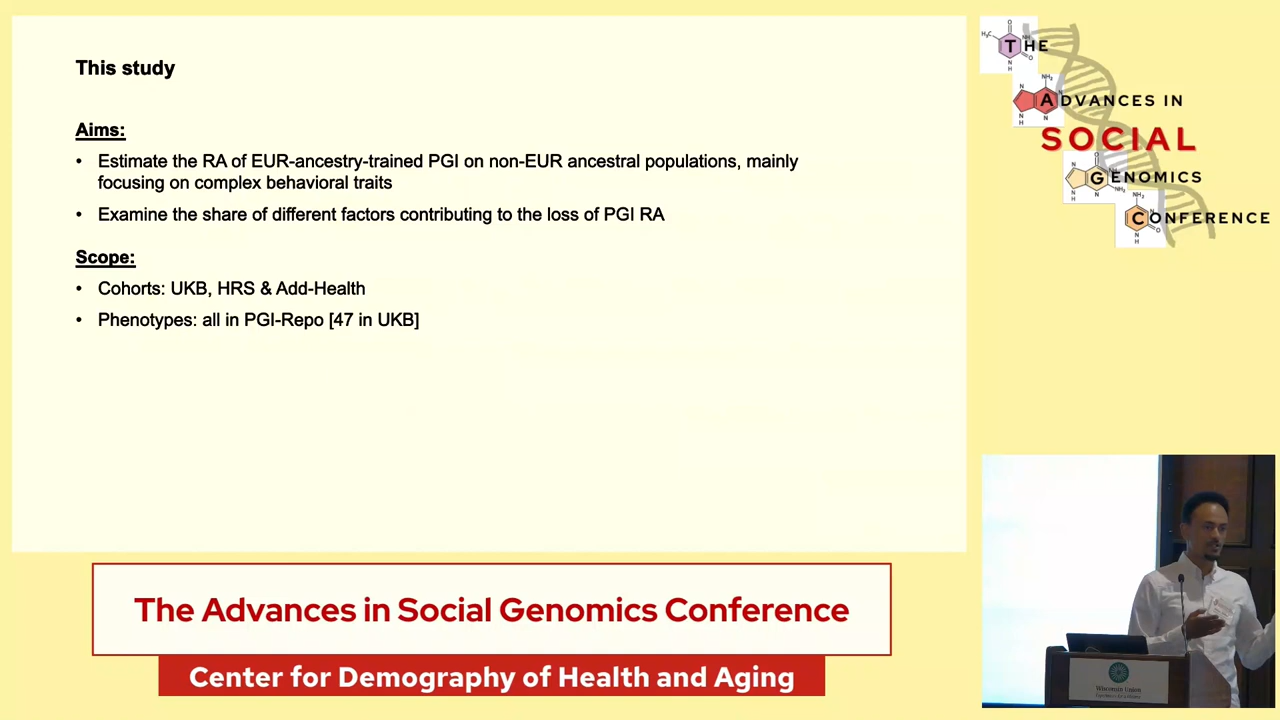 This study
Aims:
• Estimate the RA of EUR-ancestry-trained PGI on non-EUR ancestral populations, mainly
focusing on complex behavioral traits
• Examine the share of different factors contributing to the loss of PGI RA
Scope:
• Cohorts: UKB, HRS & Add-Health
• Phenotypes: all in PGI-Repo [47 in UKB]
THE
ADVANCES IN
SOCIAL
GENOMICS
CONFERENCE
The Advances in Social Genomics Conference
Center for Demography of Health and Aging
Wisconsin Union